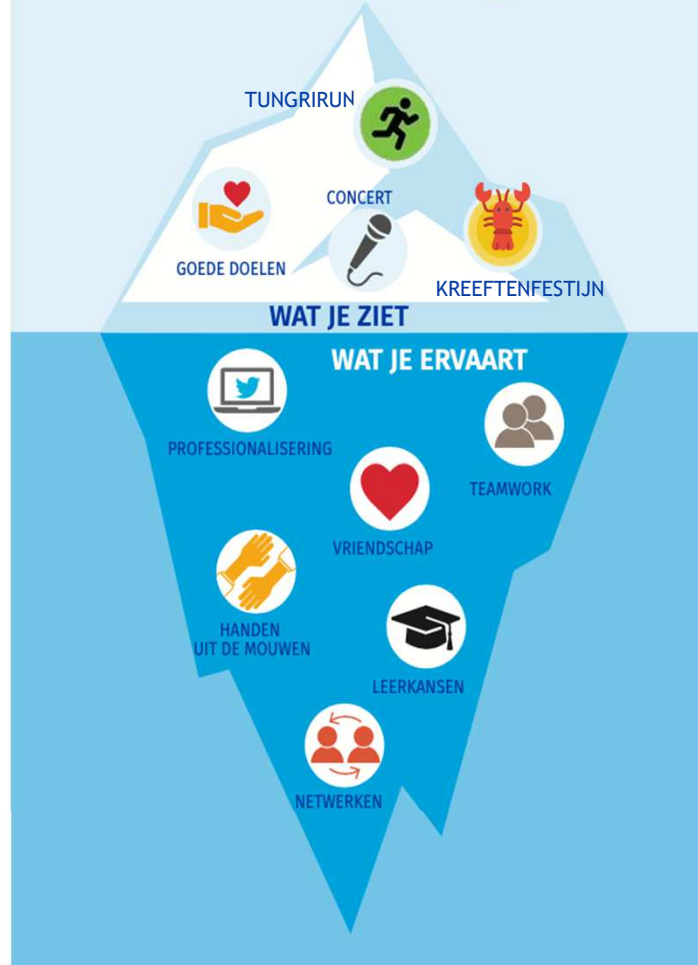 TUNGRIRUN
CONCERT
GOEDE DOELEN
KREEFTENFESTIJN
WAT JE ZIET
WAT JE ERVAART
PROFESSIONALISERING
TEAMWORK
VRIENDSCHAP
HANDEN
UIT DE MOUWEN
LEERKANSEN
NETWERKEN